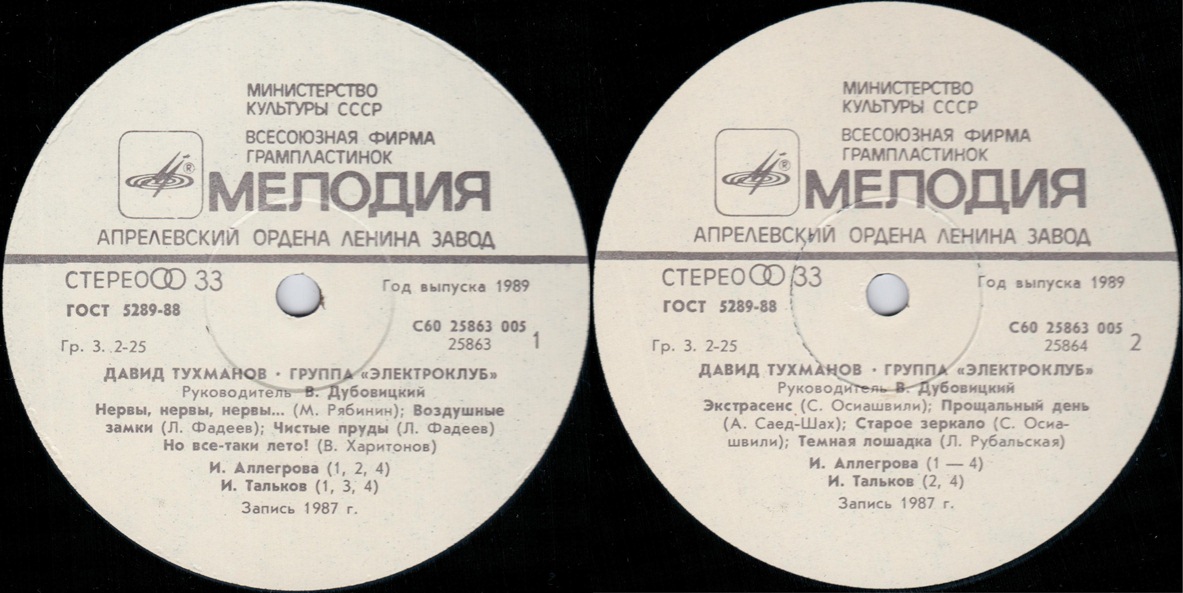 МИНИСТЕРСТВО
КУЛЬТУРЫ СССР
ВСЕСОЮЗНАЯ ФИРМА
ГРАМПЛАСТИНОК
®
МЕЛОДИЯ
АПРЕЛЕВСКИЙ ОРДЕНА ЛЕНИНА ЗАВОД
СТЕРЕО 33
Год выпуска 1989
ГОСТ 5289-88
С60 25863 005
Гр. 3. 2-25
25863 1
ДАВИД ТУХМАНОВ · ГРУППА «ЭЛЕКТРОКЛУБ»
Руководитель В. Дубовицкий
Нервы, нервы, нервы... (М. Рябинин); Воздушные
замки (Л. Фадеев); Чистые пруды (Л. Фадеев)
Но все-таки лето! (В. Харитонов)
И. Аллегрова (1, 2, 4)
И. Тальков (1, 3, 4)
Запись 1987 г.
МИНИСТЕРСТВО
КУЛЬТУРЫ СССР
ВСЕСОЮЗНАЯ ФИРМА
ГРАМПЛАСТИНОК
®
МЕЛОДИЯ
АПРЕЛЕВСКИЙ ОРДЕНА ЛЕНИНА ЗАВОД
СТЕРЕО 33
Год выпуска 1989
ГОСТ 5289-88
С60 25863 005
Гр. 3. 2-25
25864 2
ДАВИД ТУХМАНОВ · ГРУППА «ЭЛЕКТРОКЛУБ»
Руководитель В. Дубовицкий
Экстрасенс (С. Осиашвили); Прощальный день
(А. Саед-Шах); Старое зеркало (С. Осиа-
швили); Темная лошадка (Л. Рубальская)
И. Аллегрова (1 — 4)
И. Тальков (2, 4)
Запись 1987 г.